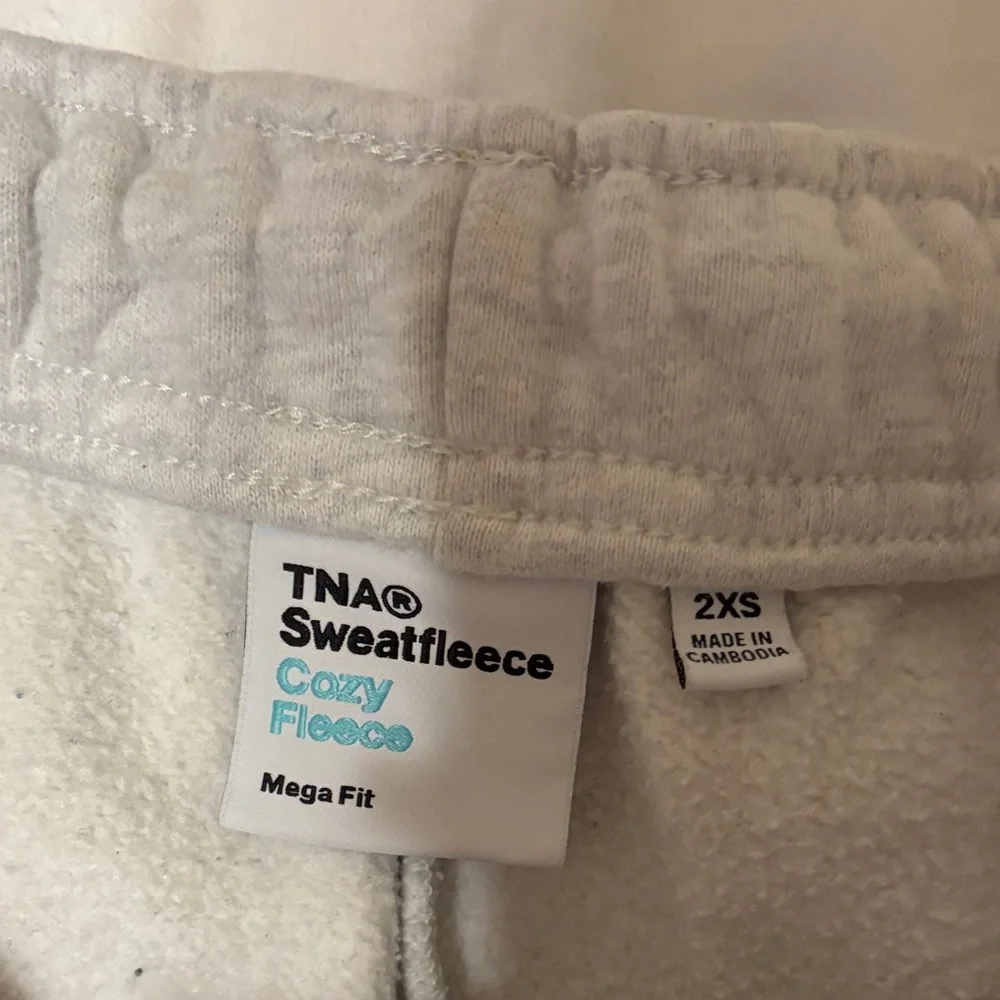 TNA®
Sweatfleece
Cozy
Fleece
Mega Fit
2XS
MADE IN
CAMBODIA